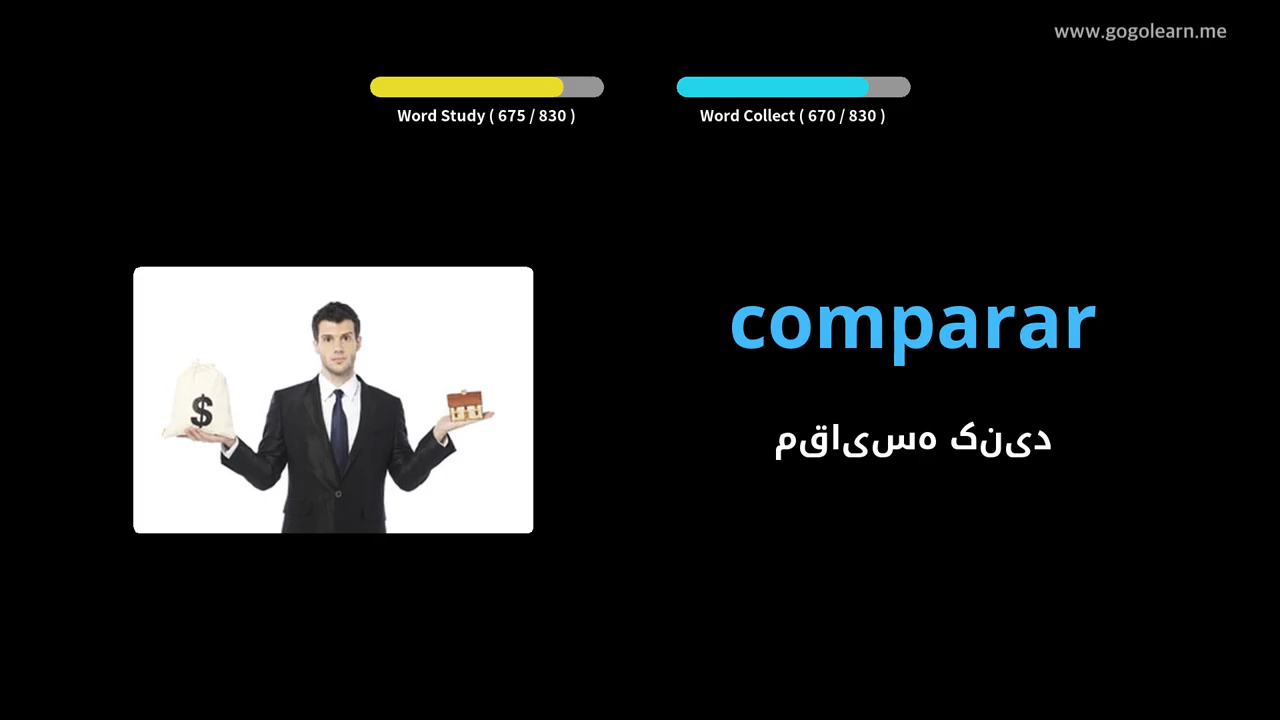 www.gogolearn.me
Word Study ( 675 / 830 )
Word Collect ( 670 / 830 )
$
comparar
مقایسه کنید